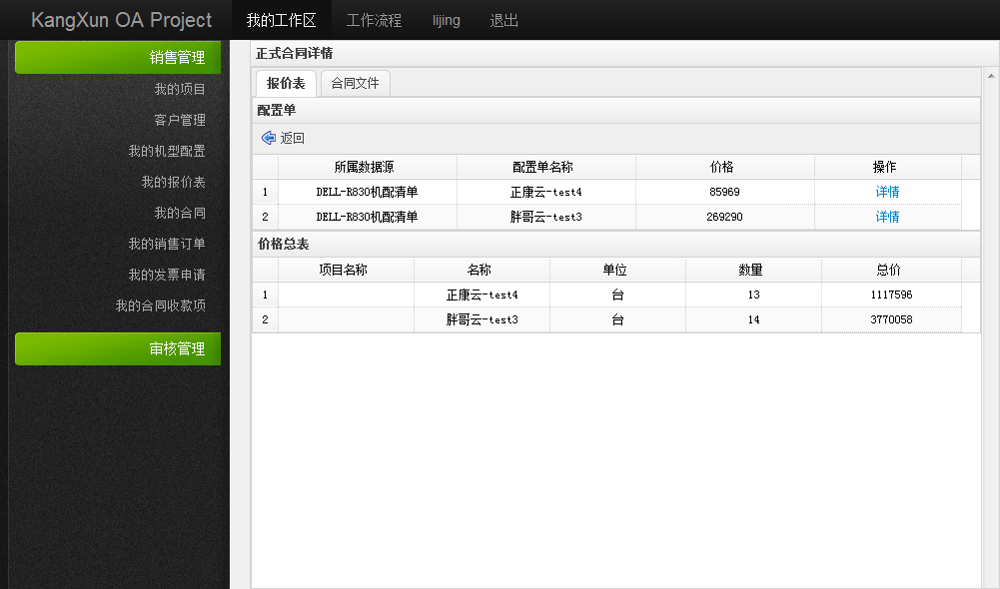 KangXun OA Project 我的工作区 工作流程 lijing 退出
销售管理
我的项目
客户管理
我的机型配置
我的报价表
我的合同
我的销售订单
我的发票申请
我的合同收款项
审核管理
正式合同详情
报价表 合同文件
配置单
返回
所属数据源 配置单名称 价格 操作
1 DELL-R830机配清单 正康云-test4 85969 详情
2 DELL-R830机配清单 胖哥云-test3 269290 详情
价格总表
项目名称 名称 单位 数量 总价
1 正康云-test4 台 13 1117596
2 胖哥云-test3 台 14 3770058